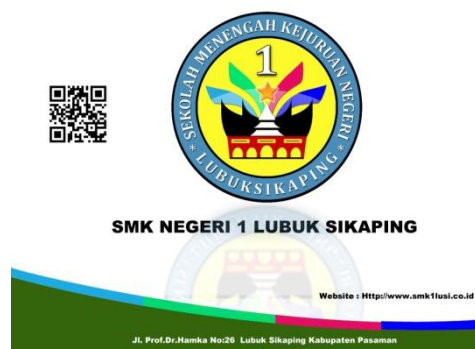 SEKOLAH MENENGAH KEJURUAN NEGERI
1
* LUBUKSIKAPING *
SMK NEGERI 1 LUBUK SIKAPING
Website : Http://www.smk1lusi.co.id
Jl. Prof.Dr.Hamka No:26 Lubuk Sikaping Kabupaten Pasaman